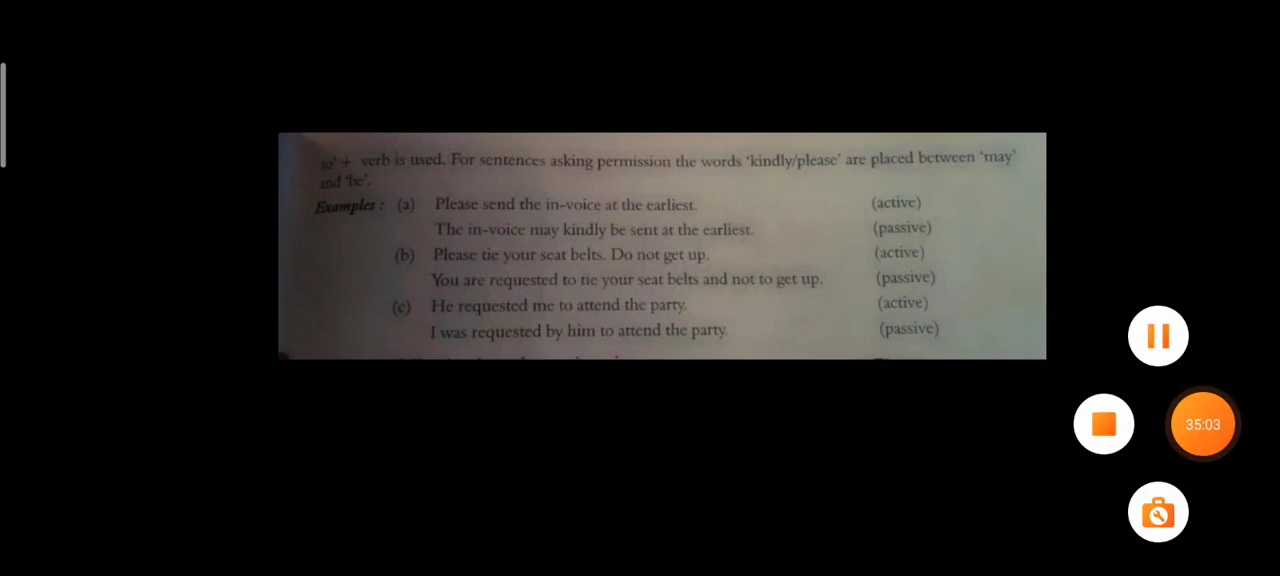 to' + verb is used. For sentences asking permission the words 'kindly/please' are placed between 'may'
and 'be'.
Examples : (a) Please send the in-voice at the earliest. (active)
The in-voice may kindly be sent at the earliest. (passive)
(b) Please tie your seat belts. Do not get up. (active)
You are requested to tie your seat belts and not to get up. (passive)
(c) He requested me to attend the party. (active)
I was requested by him to attend the party. (passive)
35:03